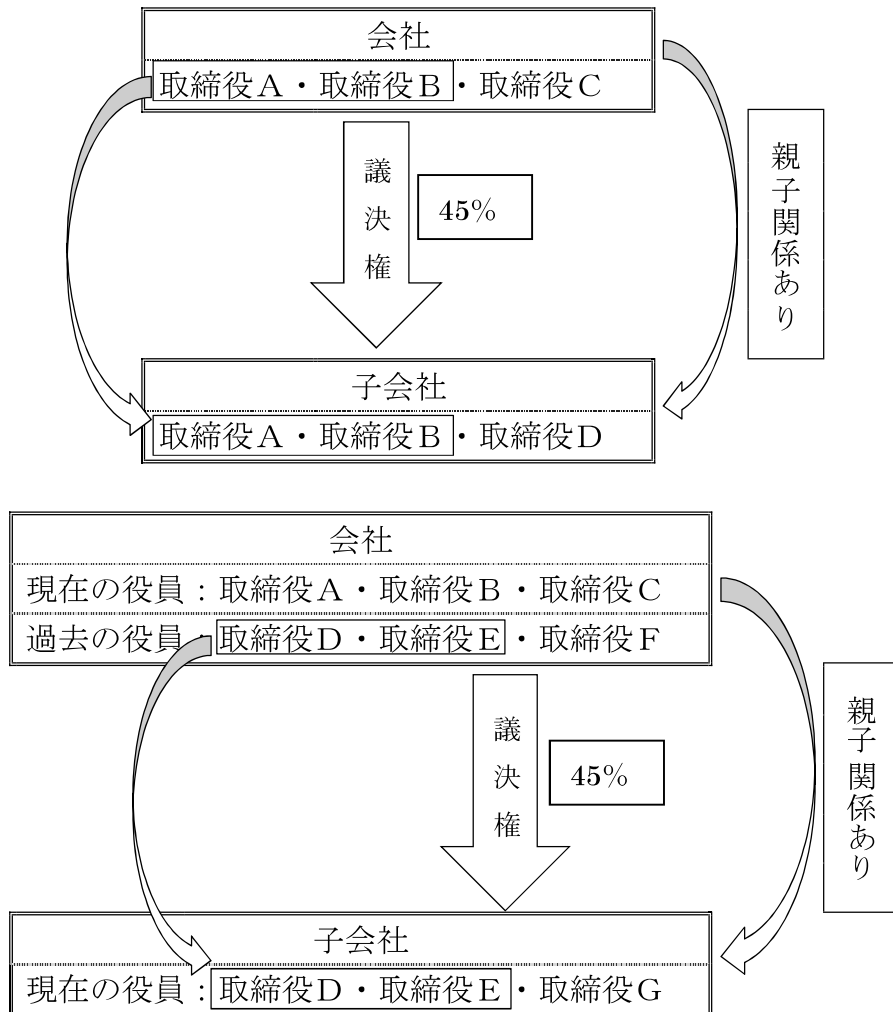 会社
取締役A・取締役B・取締役C
議決権
45%
親子関係あり
子会社
取締役A・取締役B・取締役D
会社
現在の役員：取締役A・取締役B・取締役C
過去の役員：取締役D・取締役E・取締役F
議決権
45%
親子関係あり
子会社
現在の役員：取締役D・取締役E・取締役G